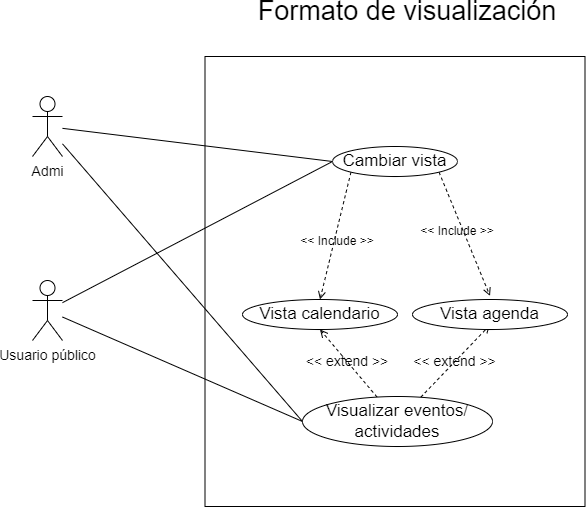 Formato de visualización
Admi
Cambiar vista
<< Include >>
<< Include >>
Vista calendario
Vista agenda
Usuario público
<< extend >>
<< extend >>
Visualizar eventos/
actividades